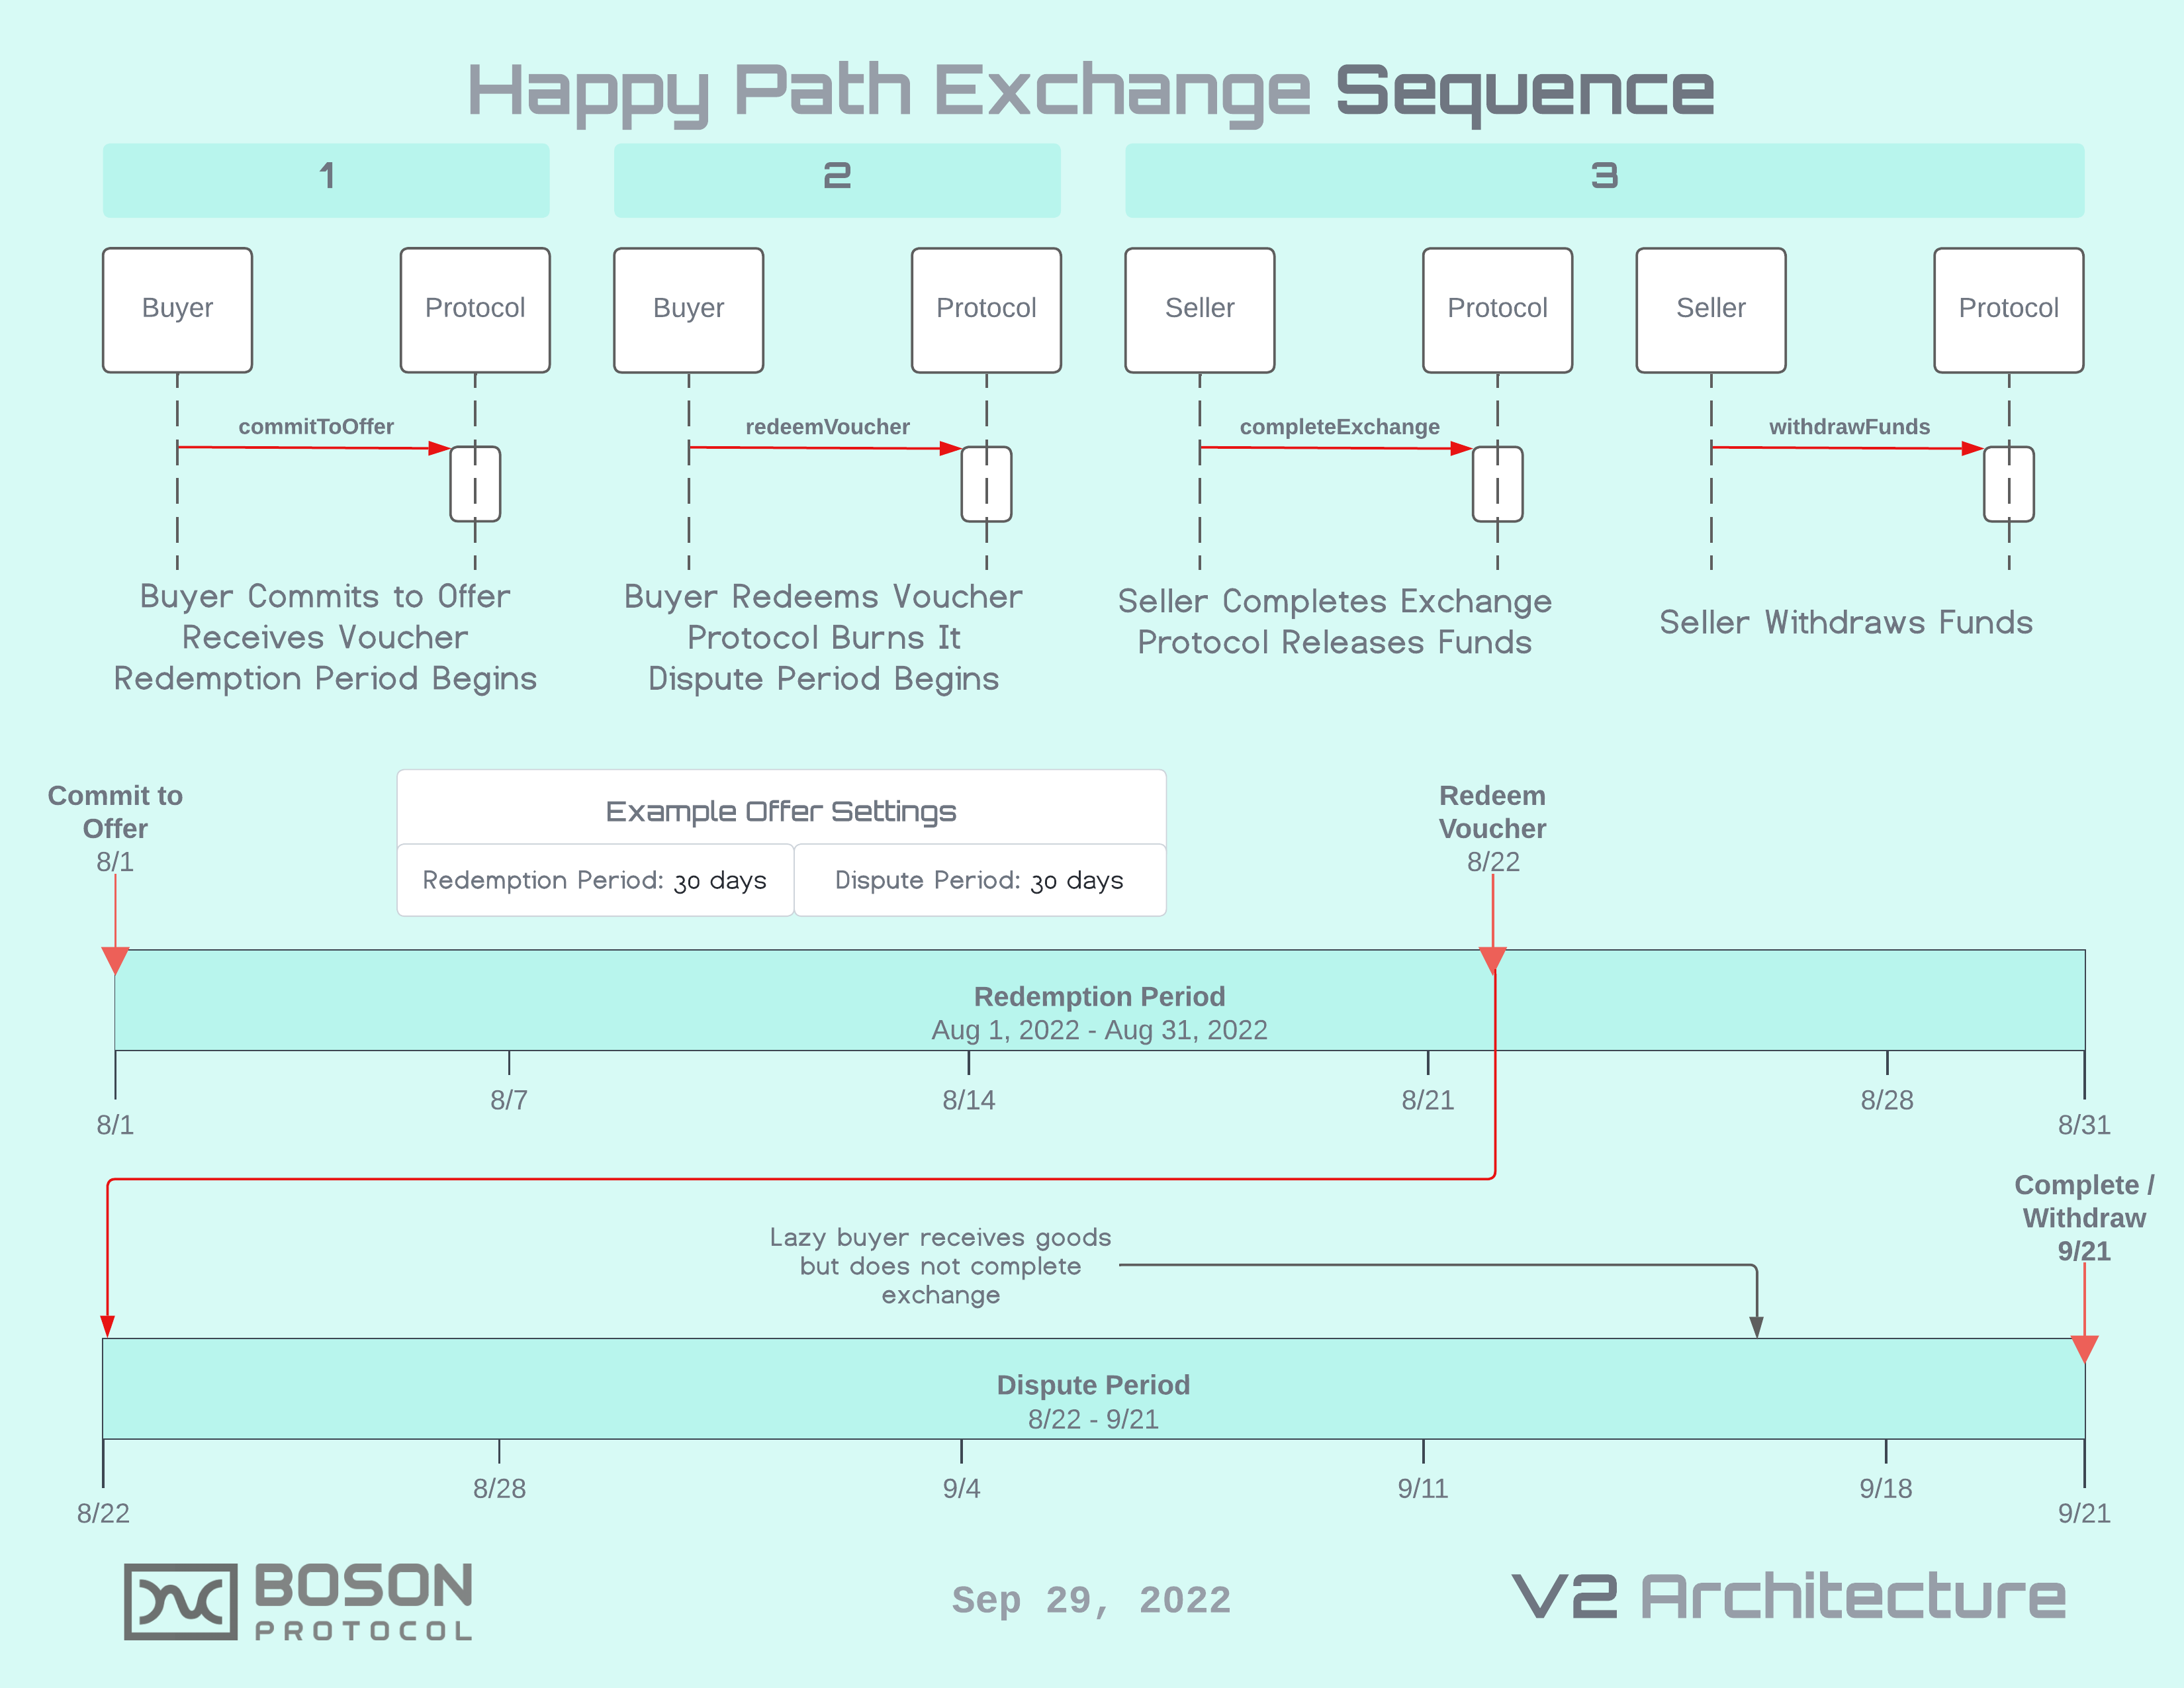 Happy Path Exchange Sequence
1
2
3
Buyer
Protocol
Buyer
Protocol
Seller
Protocol
Seller
Protocol
commitToOffer
redeemVoucher
completeExchange
withdrawFunds
Buyer Commits to Offer
Receives Voucher
Redemption Period Begins
Buyer Redeems Voucher
Protocol Burns It
Dispute Period Begins
Seller Completes Exchange
Protocol Releases Funds
Seller Withdraws Funds
Commit to
Offer
8/1
Example Offer Settings
Redemption Period: 30 days
Dispute Period: 30 days
Redeem
Voucher
8/22
Redemption Period
Aug 1, 2022 - Aug 31, 2022
8/1
8/7
8/14
8/21
8/28
8/31
Complete /
Withdraw
9/21
Lazy buyer receives goods
but does not complete
exchange
Dispute Period
8/22 - 9/21
8/22
8/28
9/4
9/11
9/18
9/21
BOSON
PROTOCOL
Sep 29, 2022
V2 Architecture